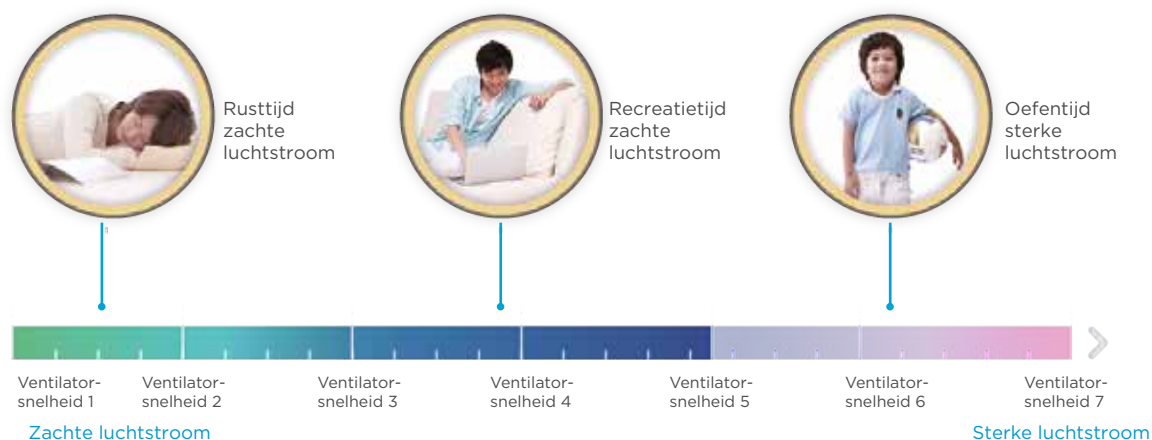 Rusttijd
zachte
luchtstroom
Recreatietijd
zachte
luchtstroom
Oefentijd
sterke
luchtstroom
Ventilator-
snelheid 1
Ventilator-
snelheid 2
Ventilator-
snelheid 3
Ventilator-
snelheid 4
Ventilator-
snelheid 5
Ventilator-
snelheid 6
Ventilator-
snelheid 7
Zachte luchtstroom
Sterke luchtstroom